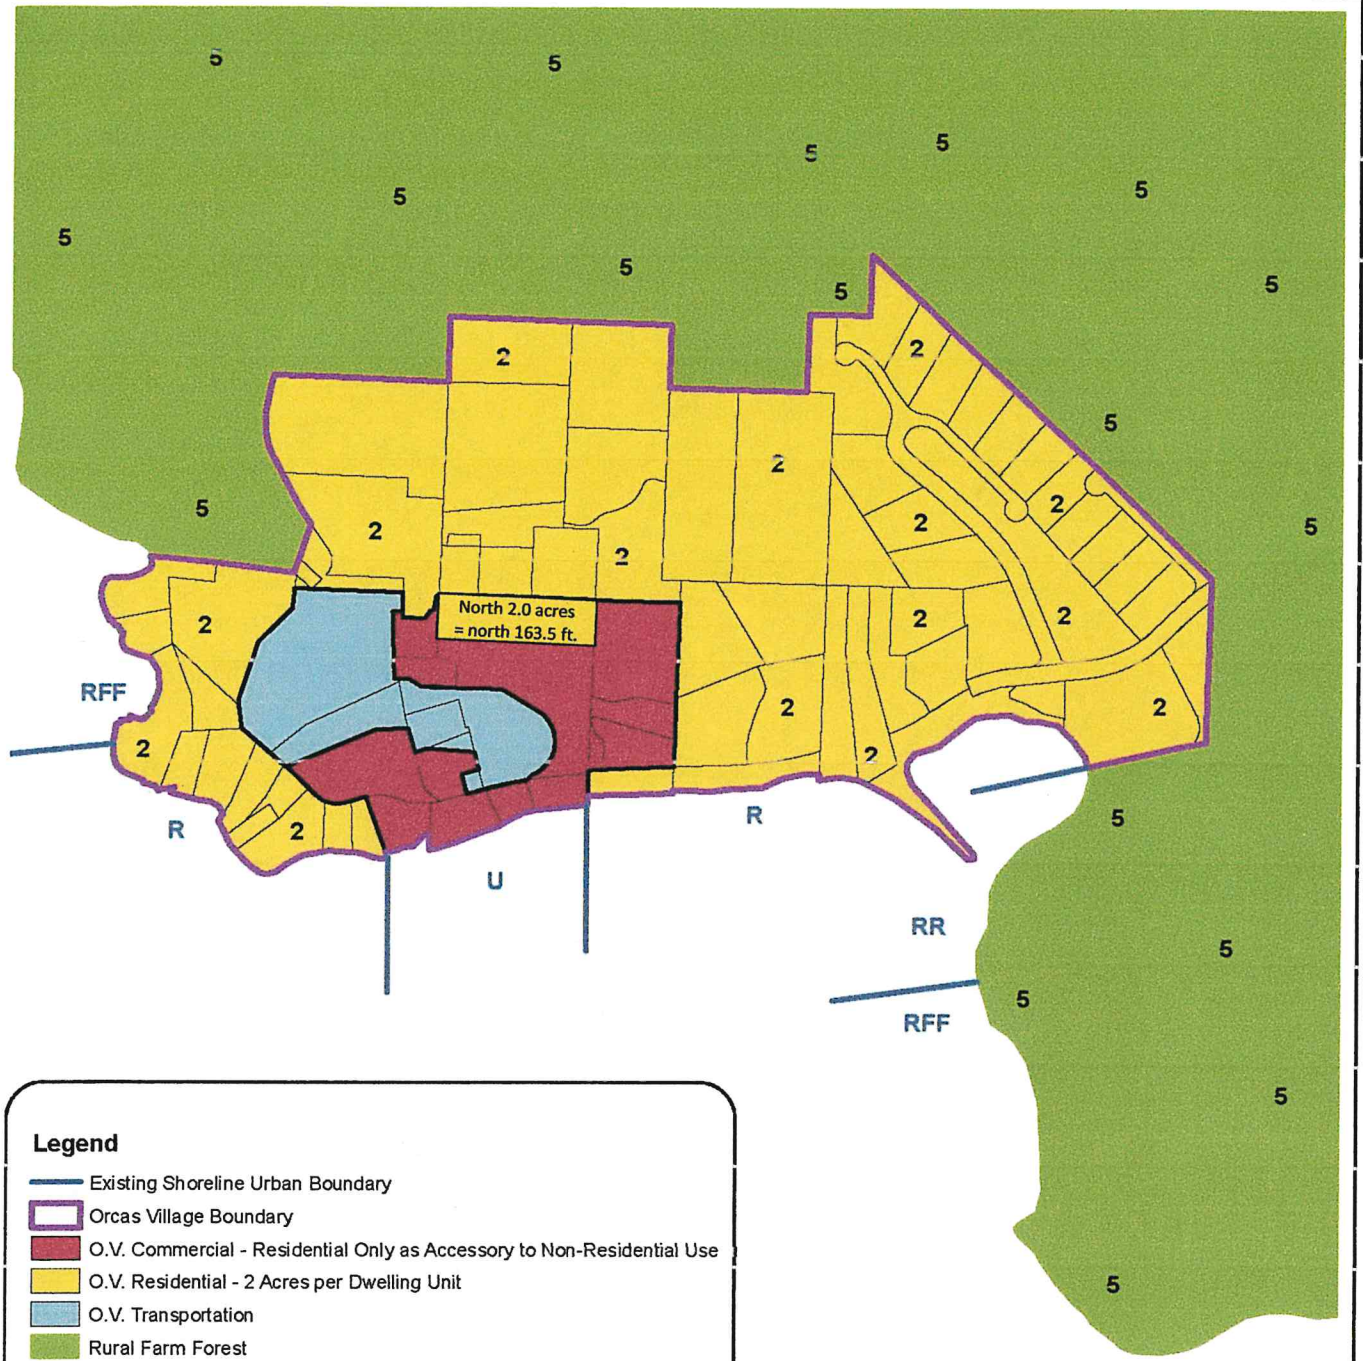 5
5
5
5
5
5
5
5
5
5
5
2
2
5
2
2
5
2
2
5
2
2
North 2.0 acres
= north 163.5 ft.
2
2
2
RFF
2
2
2
2
R
2
R
5
U
RR
5
5
RFF
5
5
Legend
Existing Shoreline Urban Boundary
Orcas Village Boundary
O.V. Commercial - Residential Only as Accessory to Non-Residential Use
O.V. Residential - 2 Acres per Dwelling Unit
O.V. Transportation
Rural Farm Forest